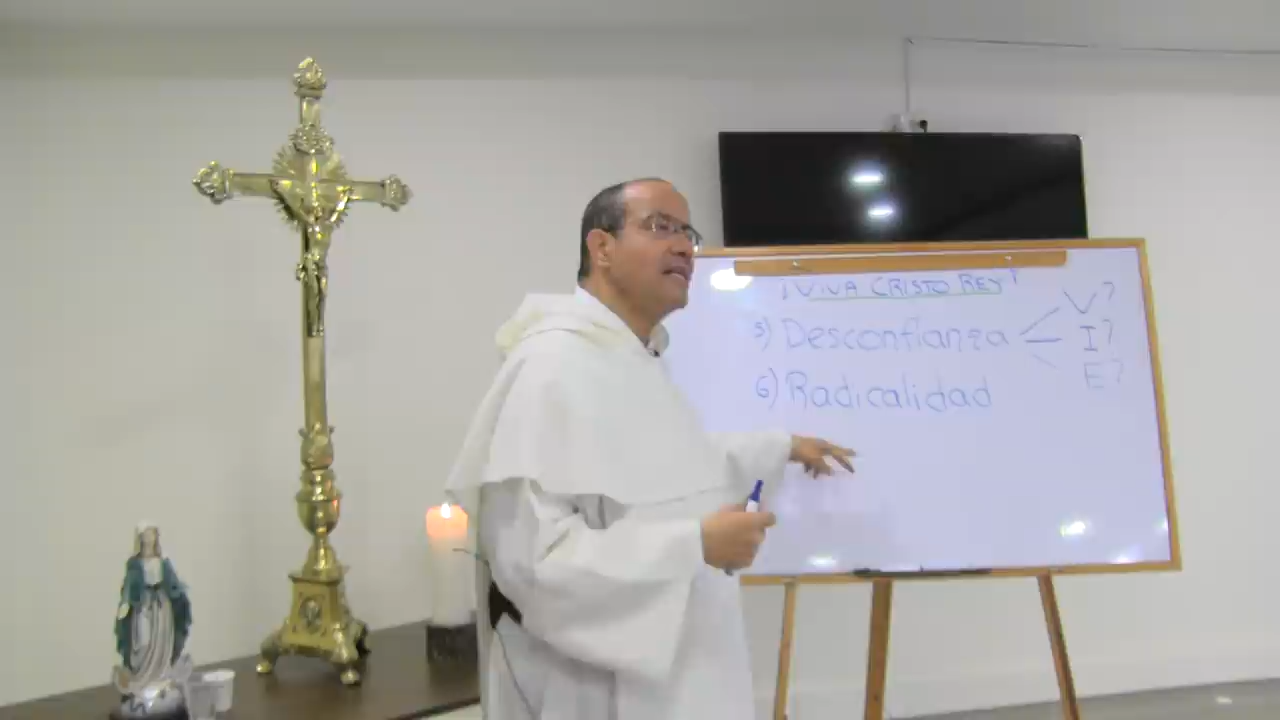 ¡VIVA CRISTO REY!
5) Desconfianza V?
I?
E?
6) Radicalidad